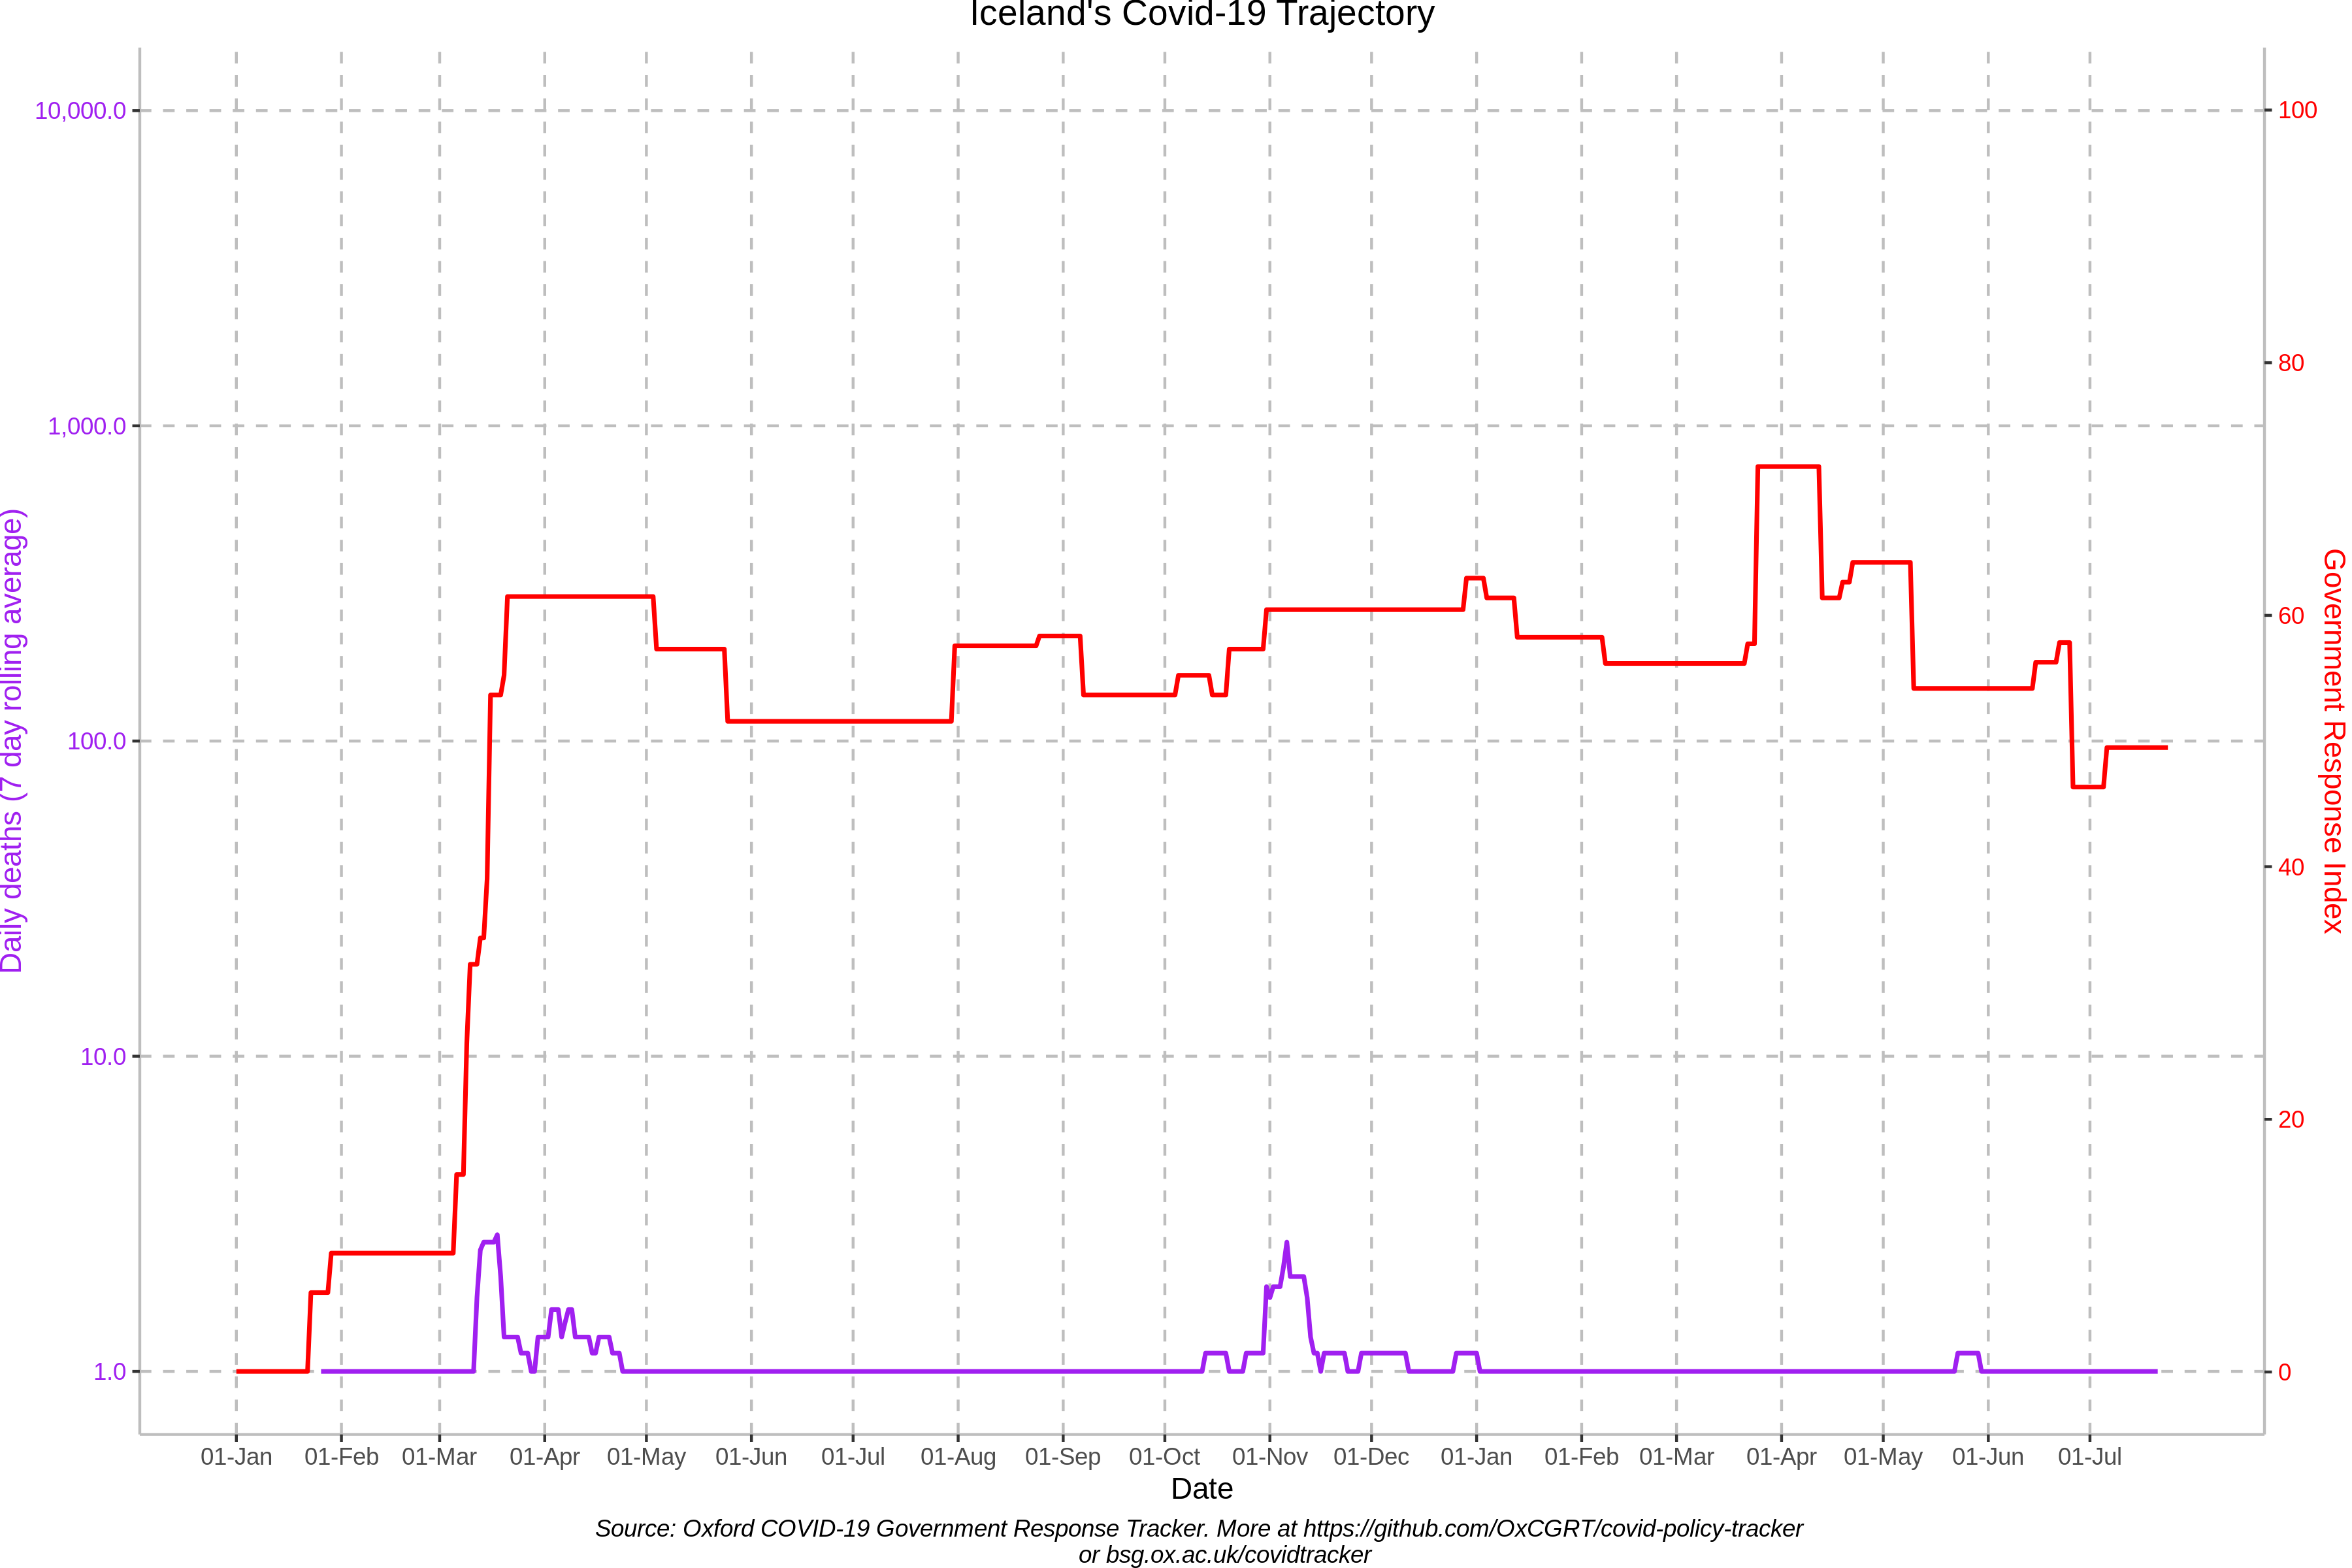 Iceland's Covid-19 Trajectory
10,000.0
1,000.0
100.0
10.0
1.0
Daily deaths (7 day rolling average)
100
80
60
40
20
0
Government Response Index
01-Jan 01-Feb 01-Mar 01-Apr 01-May 01-Jun 01-Jul 01-Aug 01-Sep 01-Oct 01-Nov 01-Dec 01-Jan 01-Feb 01-Mar 01-Apr 01-May 01-Jun 01-Jul
Date
Source: Oxford COVID-19 Government Response Tracker. More at https://github.com/OxCGRT/covid-policy-tracker
or bsg.ox.ac.uk/covidtracker